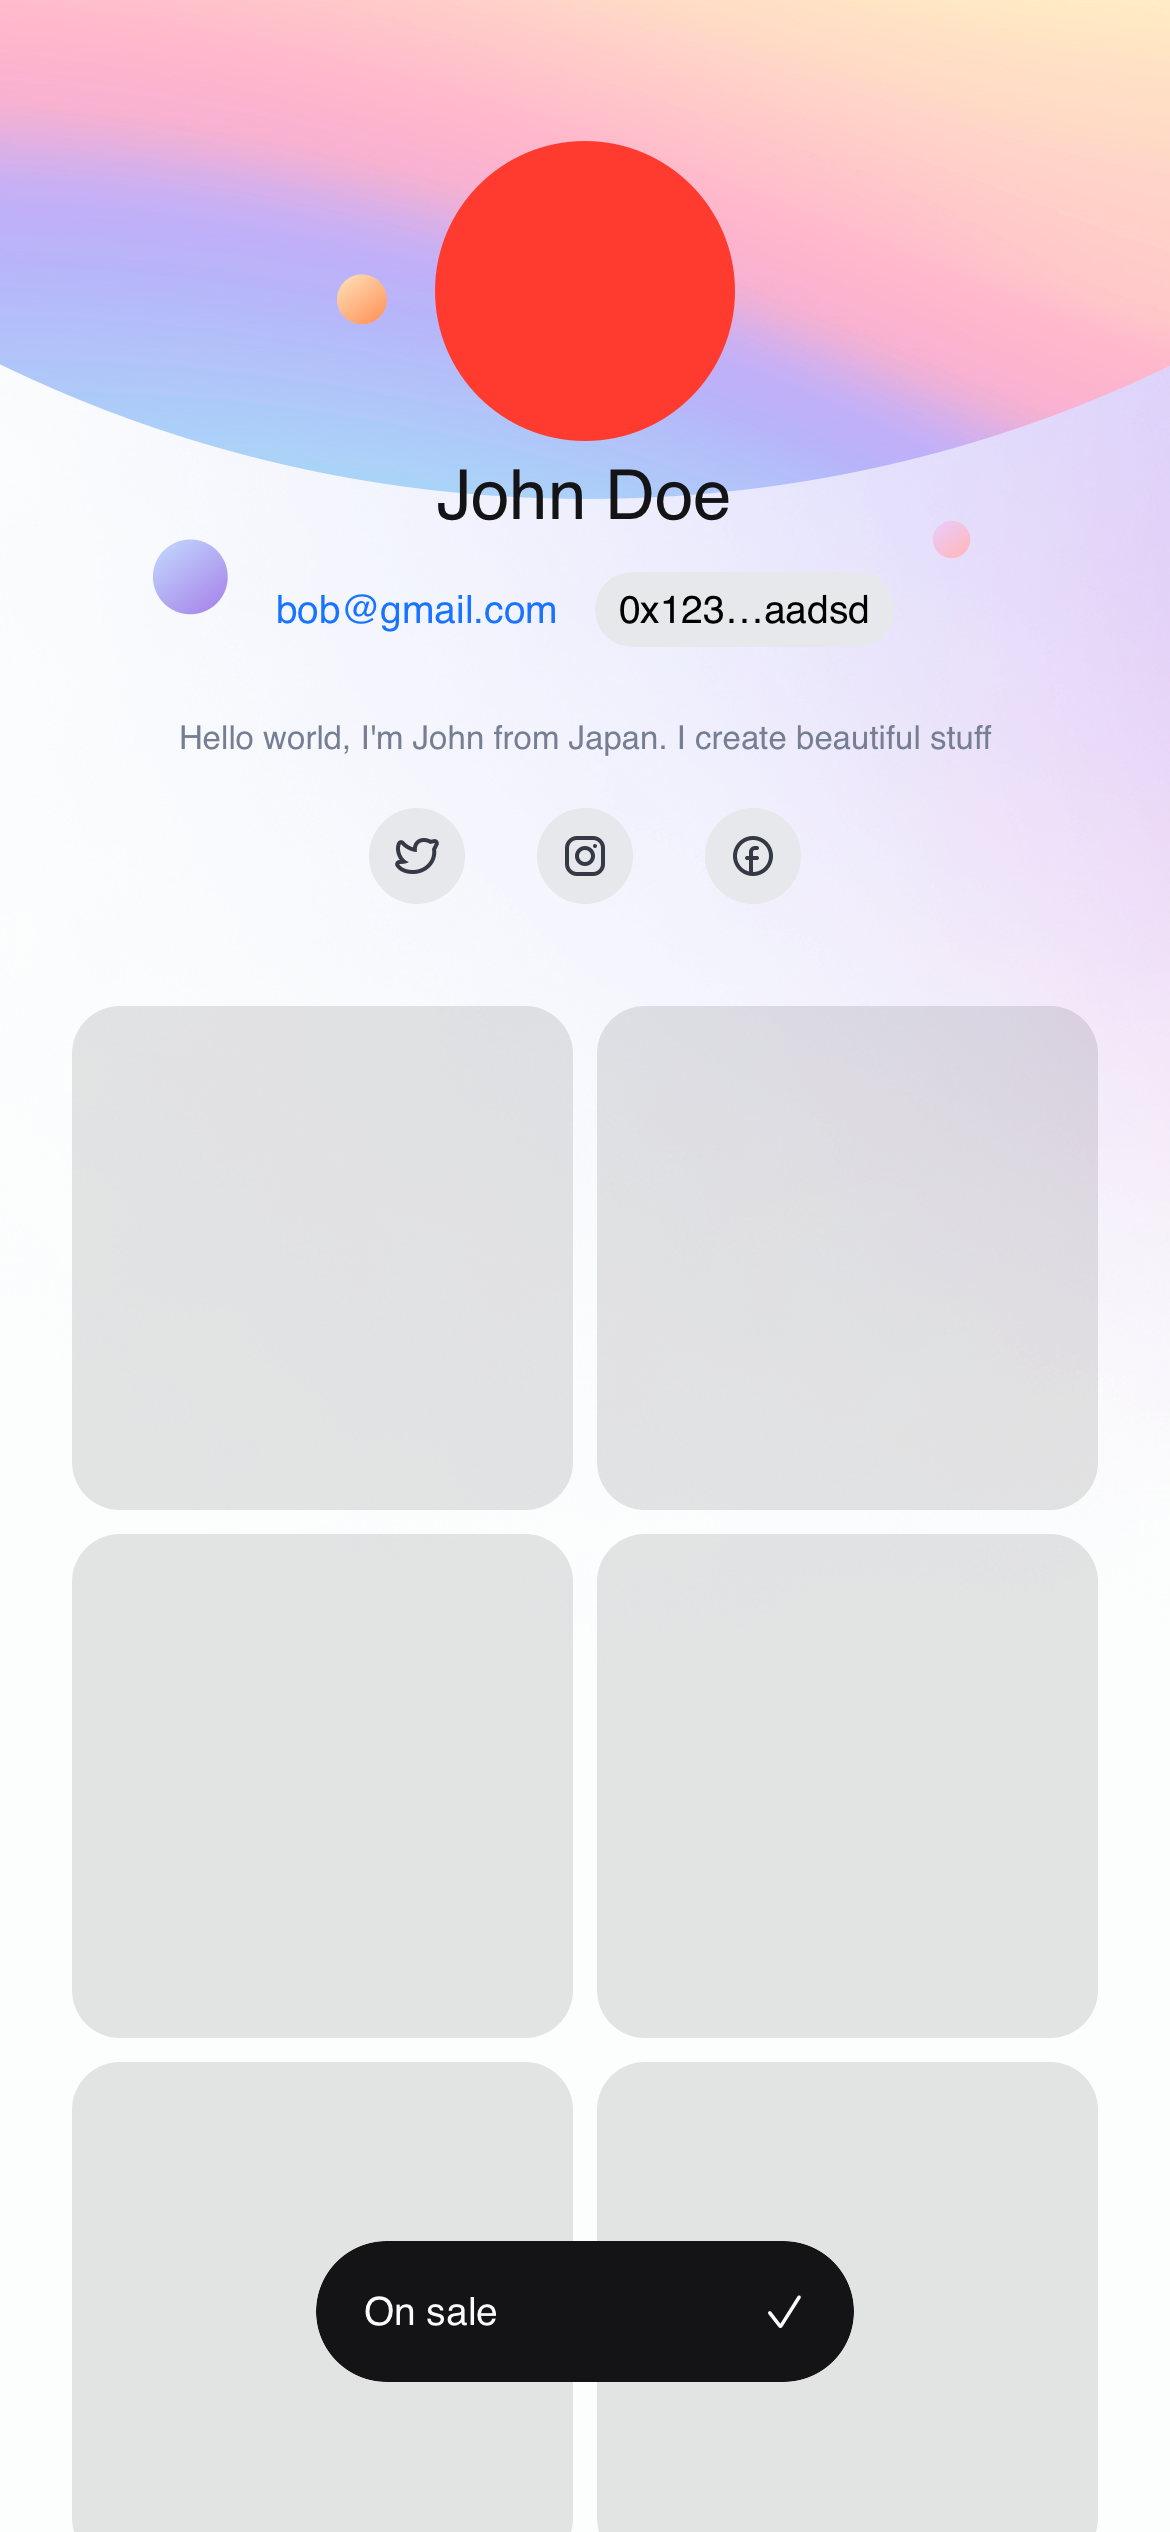 John Doe
bob@gmail.com 0x123...aadsd
Hello world, I'm John from Japan. I create beautiful stuff
On sale